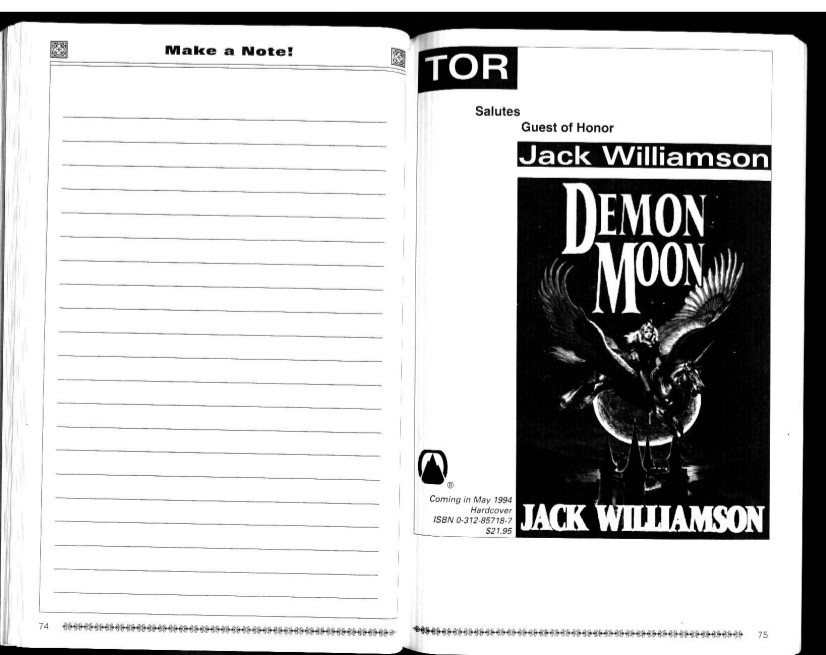 Make a Note!
74
TOR
Salutes
Guest of Honor
Jack Williamson
DEMON
MOON
®
Coming in May 1994
Hardcover
ISBN 0-312-85718-7
$21.95
JACK WILLIAMSON
75